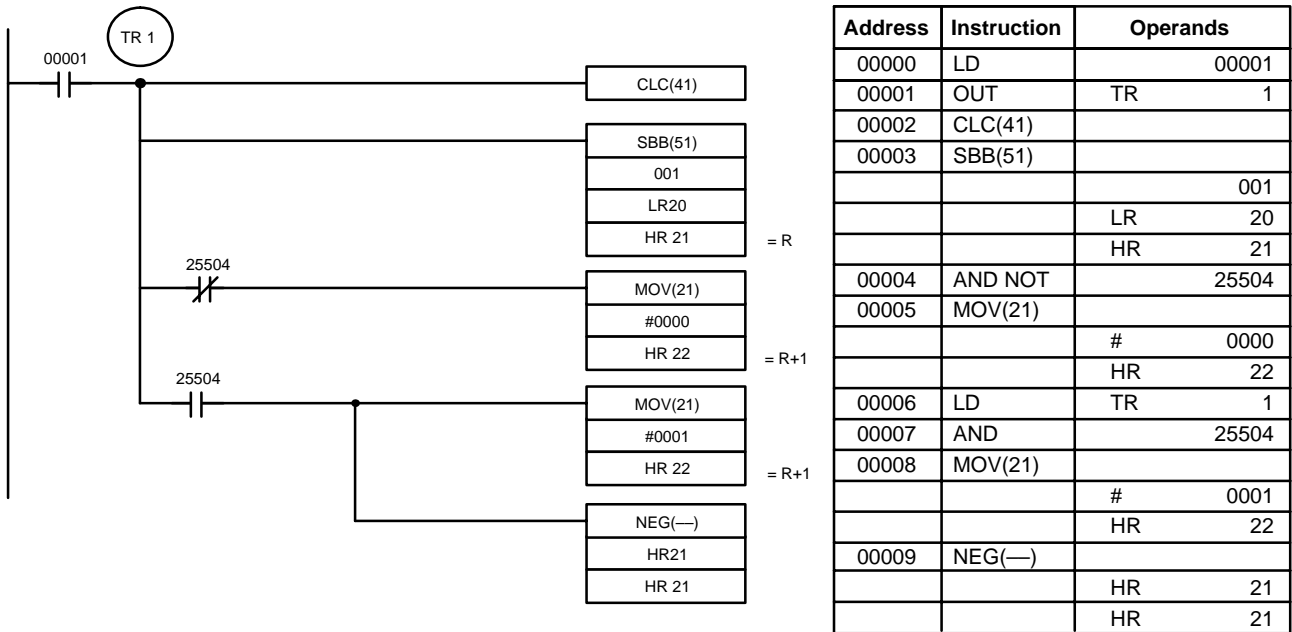 TR 1
00001
CLC(41)
SBB(51)
001
LR20
HR 21
= R
25504
MOV(21)
#0000
HR 22
= R+1
25504
MOV(21)
#0001
HR 22
= R+1
NEG(––)
HR21
HR 21
Address Instruction Operands
00000 LD 00001
00001 OUT TR 1
00002 CLC(41)
00003 SBB(51)
001
LR 20
HR 21
00004 AND NOT 25504
00005 MOV(21)
# 0000
HR 22
00006 LD TR 1
00007 AND 25504
00008 MOV(21)
# 0001
HR 22
00009 NEG(––)
HR 21
HR 21